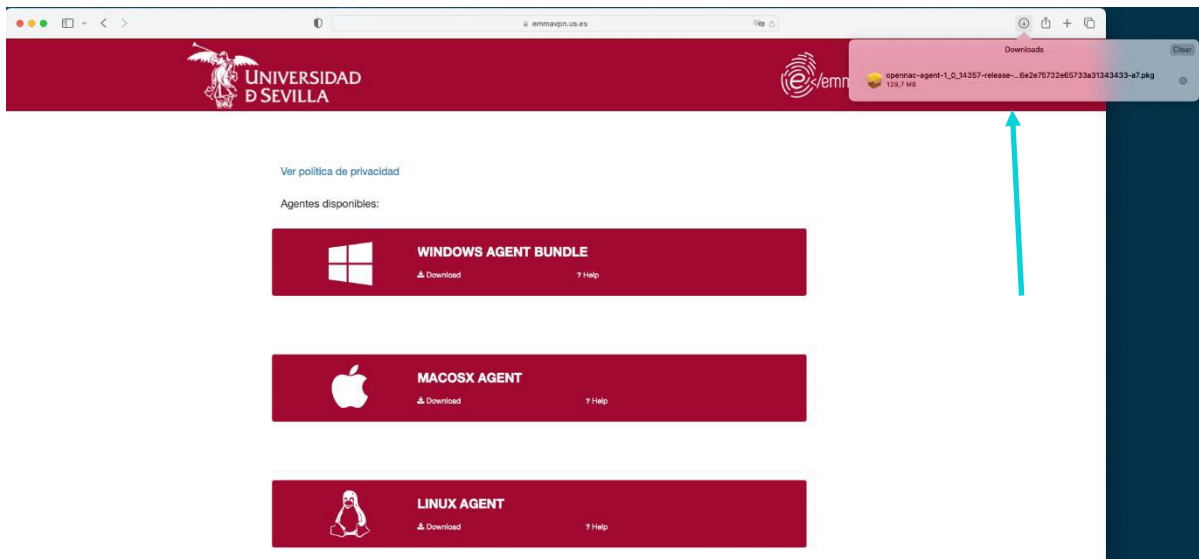 emmavpn.us.es
Downloads
Clear
opennac-agent-1_0_14357-release-...6e2e75732e65733a31343433-a7.pkg
129,7 MB
UNIVERSIDAD
Ð SEVILLA
e
/emm
Ver política de privacidad
Agentes disponibles:
WINDOWS AGENT BUNDLE
Download
? Help
MACOSX AGENT
Download
? Help
LINUX AGENT
Download
? Help